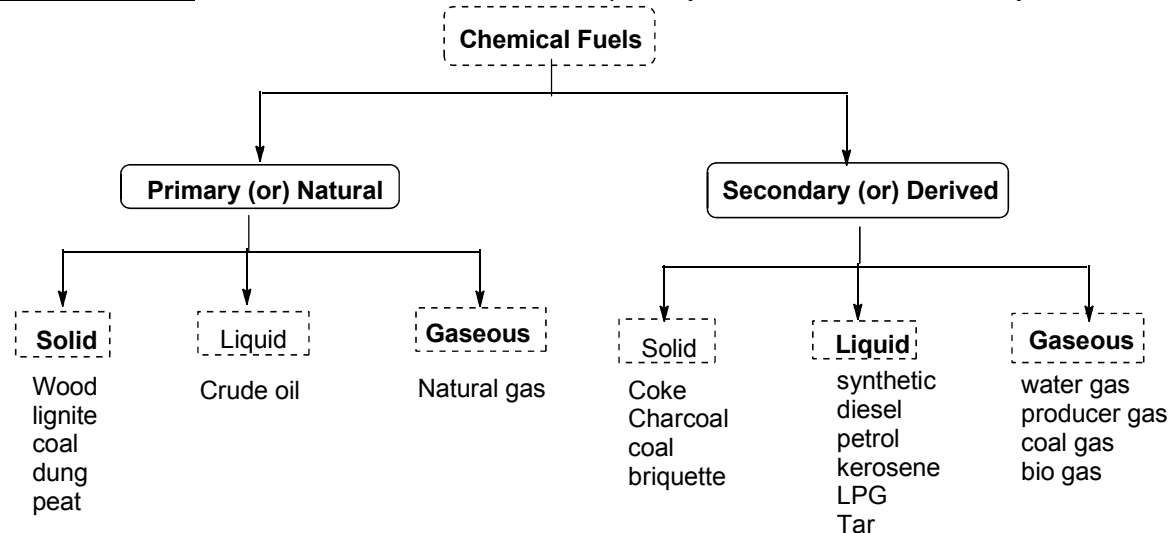 Chemical Fuels
Primary (or) Natural
Secondary (or) Derived
Solid
Wood
lignite
coal
dung
peat
Liquid
Crude oil
Gaseous
Natural gas
Solid
Coke
Charcoal
coal
briquette
Liquid
synthetic
diesel
petrol
kerosene
LPG
Tar
Gaseous
water gas
producer gas
coal gas
bio gas